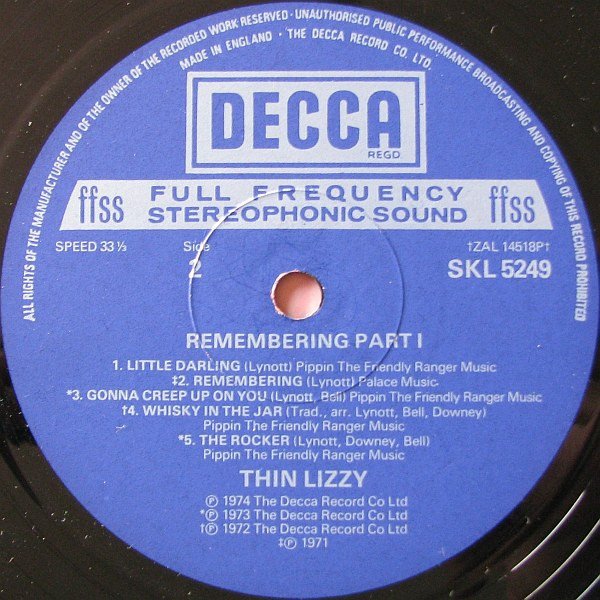 ALL RIGHTS OF THE MANUFACTURER AND OF THE OWNER OF THE RECORDED WORK RESERVED · UNAUTHORISED PUBLIC PERFORMANCE BROADCASTING AND COPYING OF THIS RECORD PROHIBITED
MADE IN ENGLAND · THE DECCA RECORD CO. LTD.
DECCA
REGD.
ffss FULL FREQUENCY ffss
STEREOPHONIC SOUND
SPEED 33⅓ Side †ZAL 14518P†
2 SKL 5249
REMEMBERING PART I
1. LITTLE DARLING (Lynott) Pippin The Friendly Ranger Music
‡2. REMEMBERING (Lynott) Palace Music
*3. GONNA CREEP UP ON YOU (Lynott, Bell) Pippin The Friendly Ranger Music
†4. WHISKY IN THE JAR (Trad., arr. Lynott, Bell, Downey)
Pippin The Friendly Ranger Music
*5. THE ROCKER (Lynott, Downey, Bell)
Pippin The Friendly Ranger Music
THIN LIZZY
℗ 1974 The Decca Record Co Ltd
*℗ 1973 The Decca Record Co Ltd
†℗ 1972 The Decca Record Co Ltd
‡℗ 1971